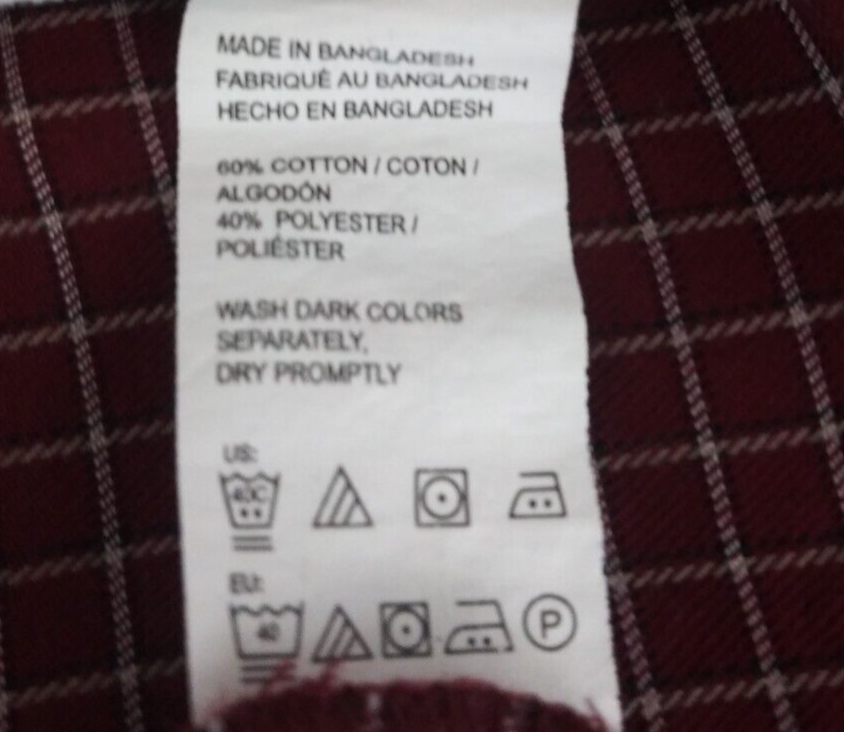 MADE IN BANGLADESH
FABRIQUÉ AU BANGLADESH
HECHO EN BANGLADESH
60% COTTON / COTON /
ALGODÓN
40% POLYESTER /
POLIÉSTER
WASH DARK COLORS
SEPARATELY,
DRY PROMPTLY
US:
40C
EU:
40 P